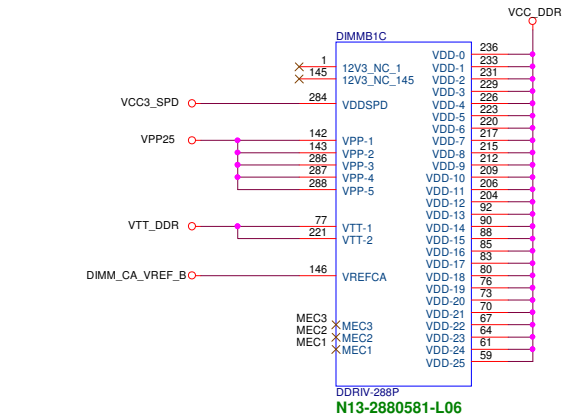 VCC_DDR
DIMMB1C
1 12V3_NC_1
145 12V3_NC_145
VCC3_SPD 284 VDDSPD
VPP25 142 VPP-1
143 VPP-2
286 VPP-3
287 VPP-4
288 VPP-5
VTT_DDR 77 VTT-1
221 VTT-2
DIMM_CA_VREF_B 146 VREFCA
MEC3 MEC3
MEC2 MEC2
MEC1 MEC1
VDD-0 236
VDD-1 233
VDD-2 231
VDD-3 229
VDD-4 226
VDD-5 223
VDD-6 220
VDD-7 217
VDD-8 215
VDD-9 212
VDD-10 209
VDD-11 206
VDD-12 204
VDD-13 92
VDD-14 90
VDD-15 88
VDD-16 85
VDD-17 83
VDD-18 80
VDD-19 76
VDD-20 73
VDD-21 70
VDD-22 67
VDD-23 64
VDD-24 61
VDD-25 59
DDRIV-288P
N13-2880581-L06